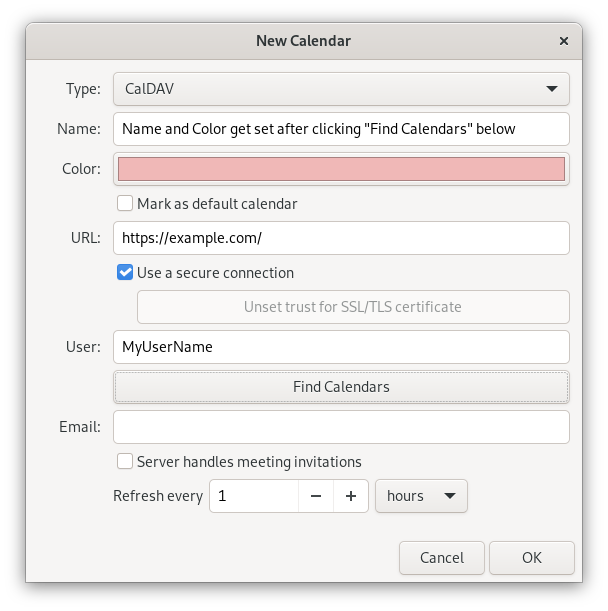 New Calendar
Type: CalDAV
Name: Name and Color get set after clicking "Find Calendars" below
Color:
Mark as default calendar
URL: https://example.com/
Use a secure connection
Unset trust for SSL/TLS certificate
User: MyUserName
Find Calendars
Email:
Server handles meeting invitations
Refresh every 1 hours
Cancel OK